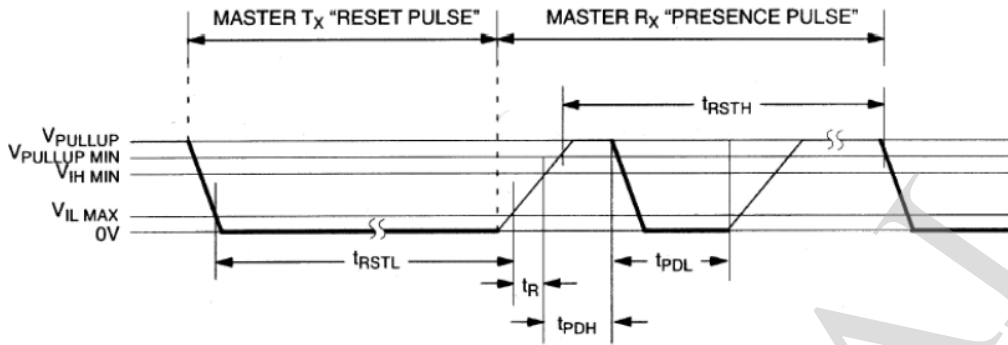 MASTER TX “RESET PULSE” MASTER RX “PRESENCE PULSE”
tRSTH
VPULLUP
VPULLUP MIN
VIH MIN
VIL MAX
0V
tRSTL
tPDL
tR
tPDH